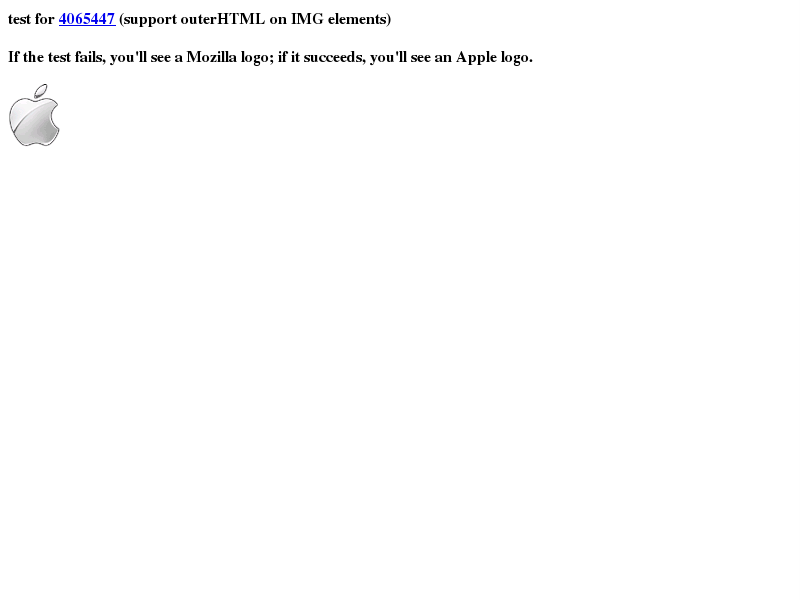 test for 4065447 (support outerHTML on IMG elements)
If the test fails, you'll see a Mozilla logo; if it succeeds, you'll see an Apple logo.